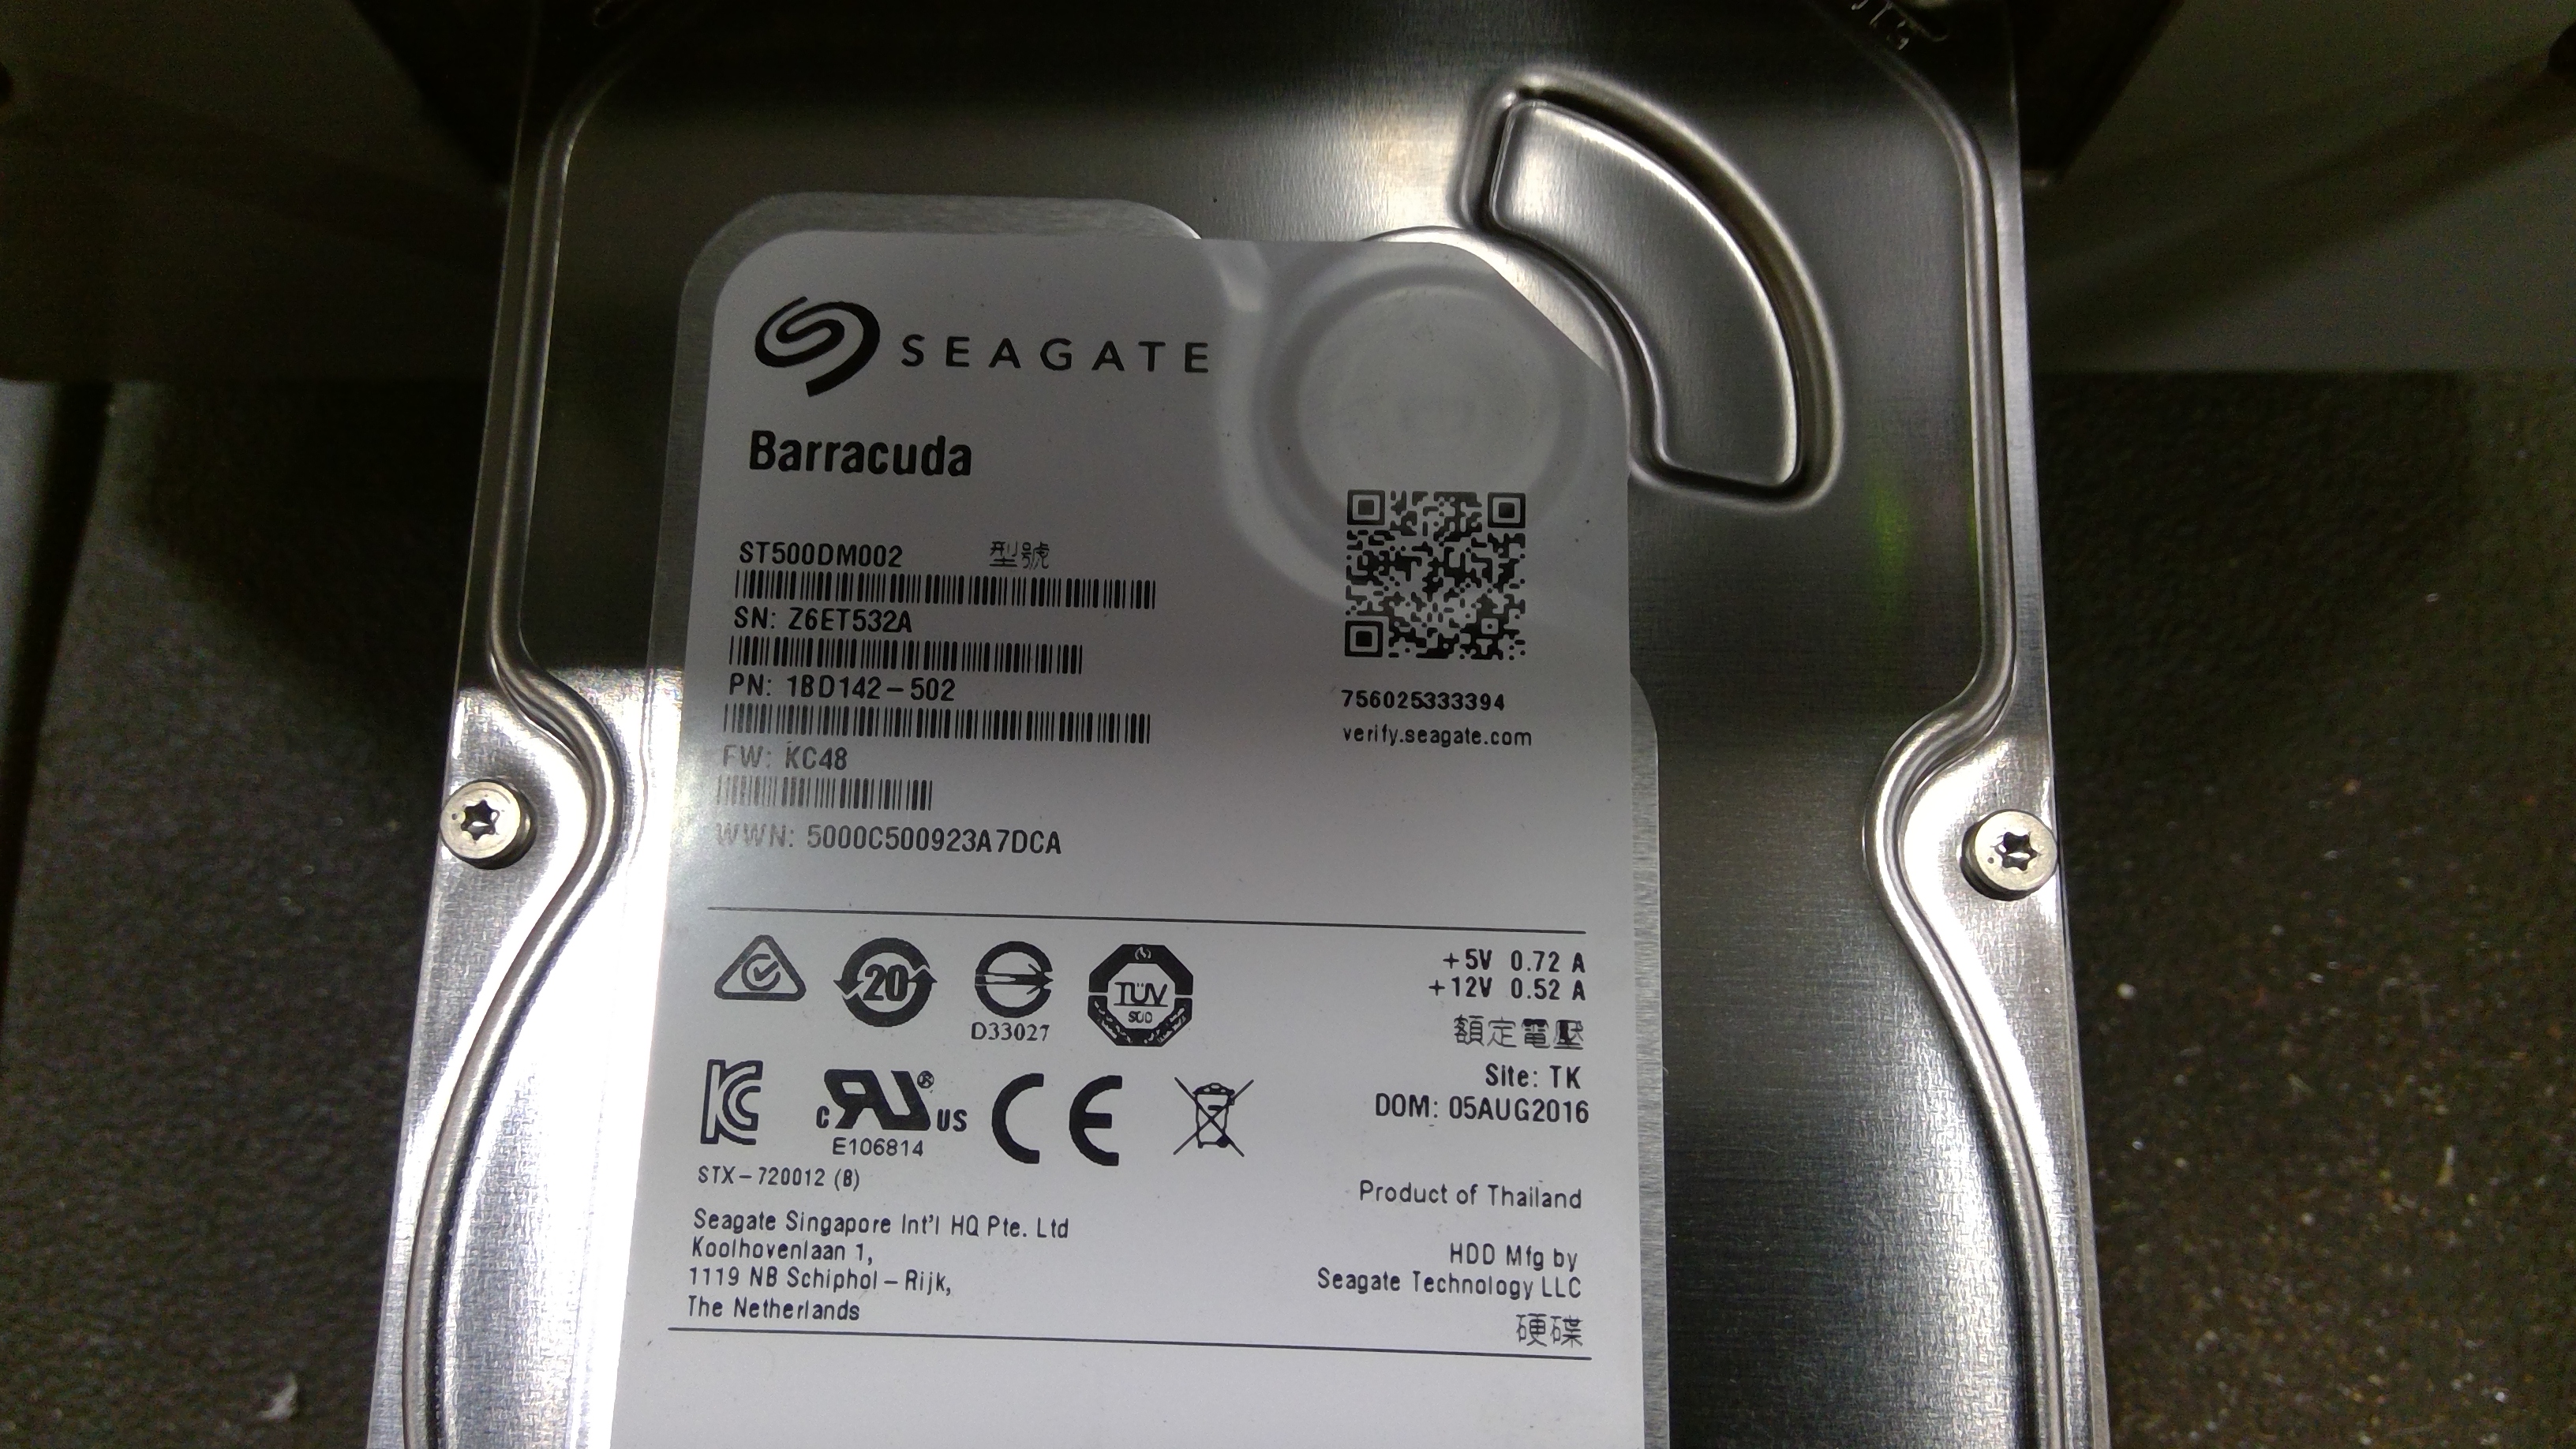 SEAGATE
Barracuda
ST500DM002 型號
SN: Z6ET532A
PN: 1BD142-502
FW: KC48
WWN: 5000C500923A7DCA
756025333394
verify.seagate.com
20
D33027
TÜV
SÜD
+5V 0.72 A
+12V 0.52 A
額定電壓
Site: TK
DOM: 05AUG2016
c RU ® US
E106814
CE
STX-720012 (B)
Product of Thailand
Seagate Singapore Int'l HQ Pte. Ltd
Koolhovenlaan 1,
1119 NB Schiphol-Rijk,
The Netherlands
HDD Mfg by
Seagate Technology LLC
硬碟